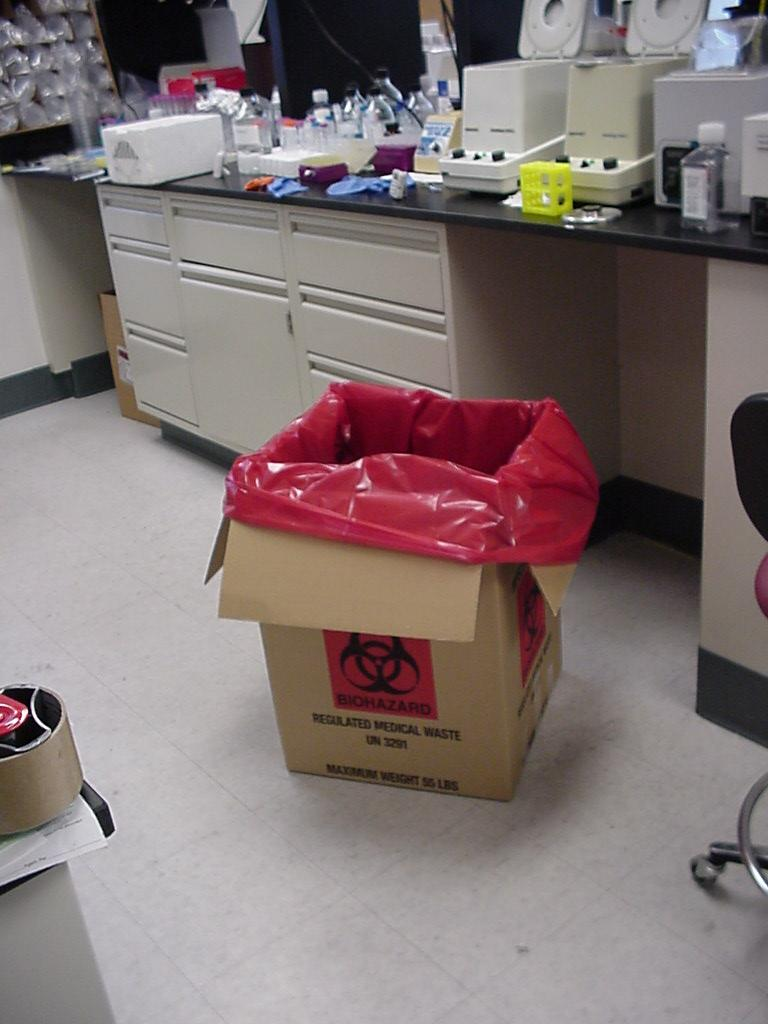 BIOHAZARD
REGULATED MEDICAL WASTE
UN 3291
MAXIMUM WEIGHT 55 LBS